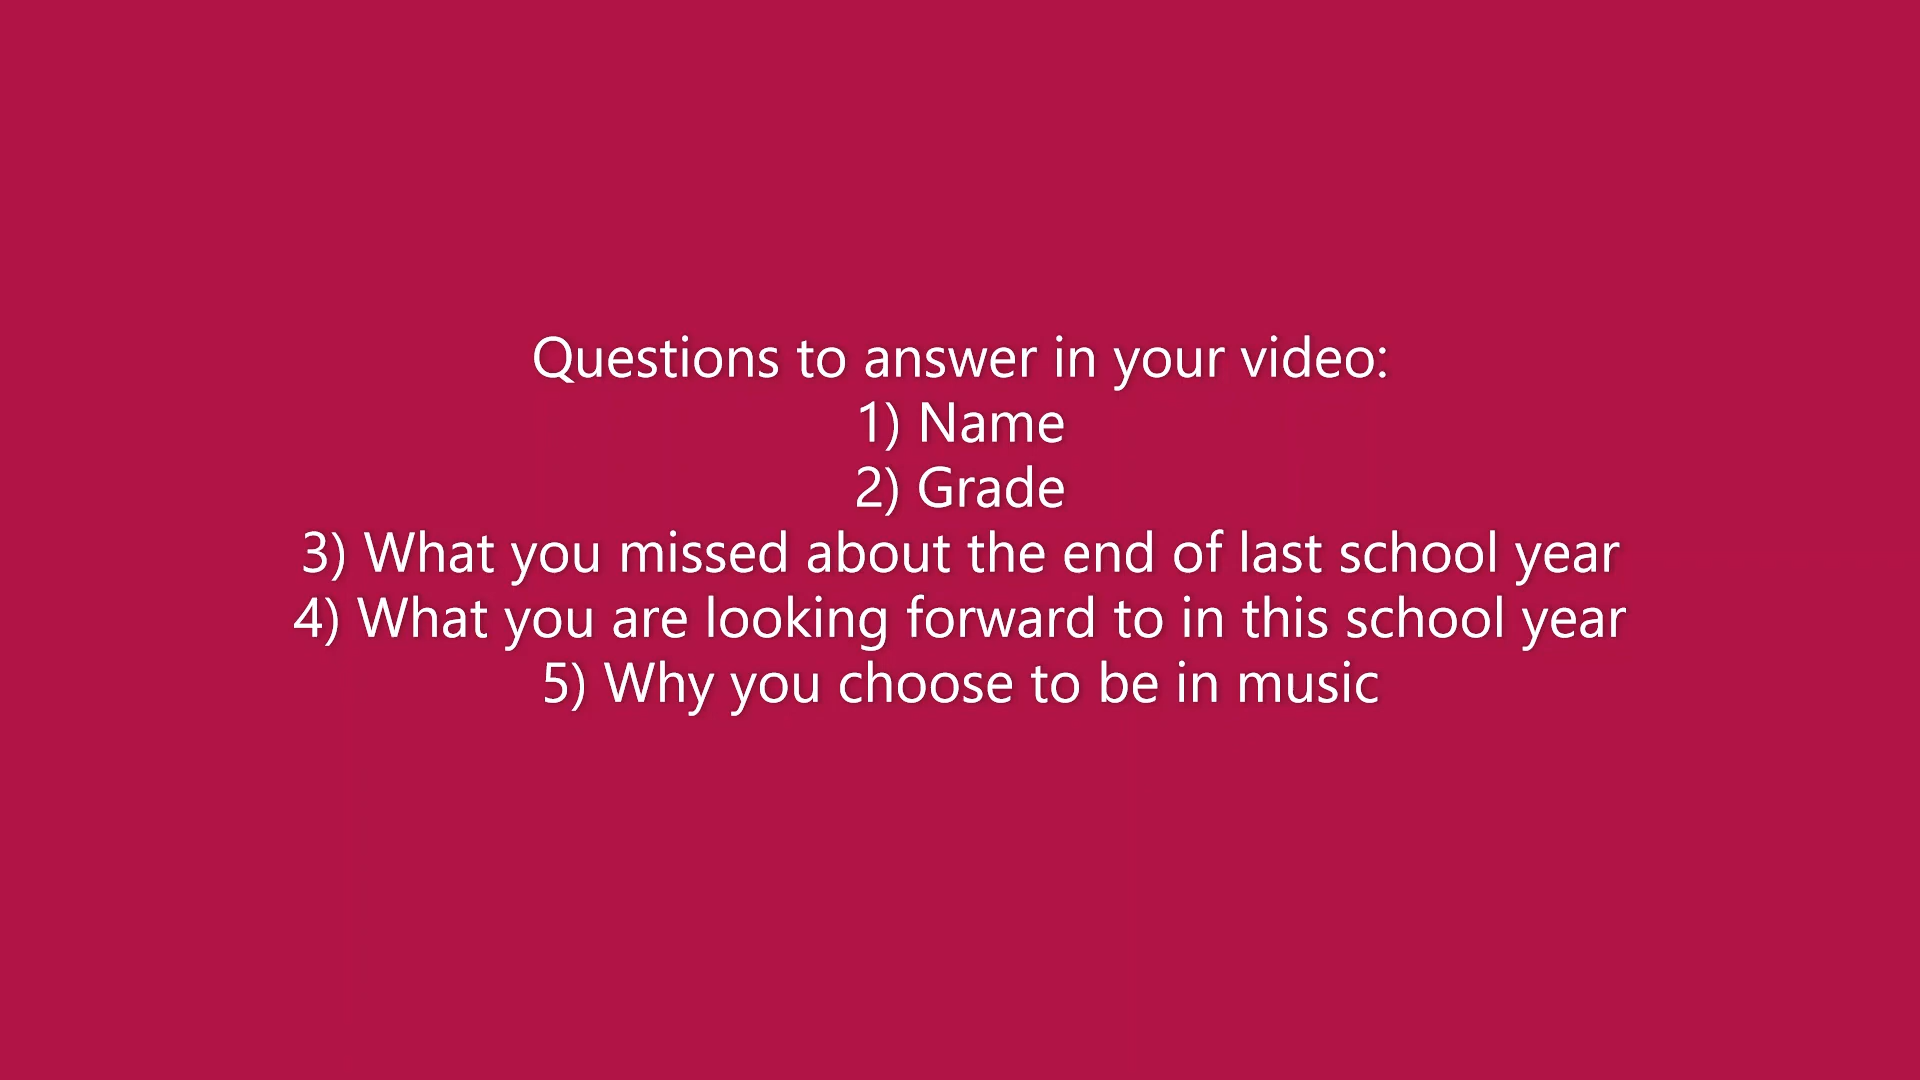 Questions to answer in your video:
1) Name
2) Grade
3) What you missed about the end of last school year
4) What you are looking forward to in this school year
5) Why you choose to be in music